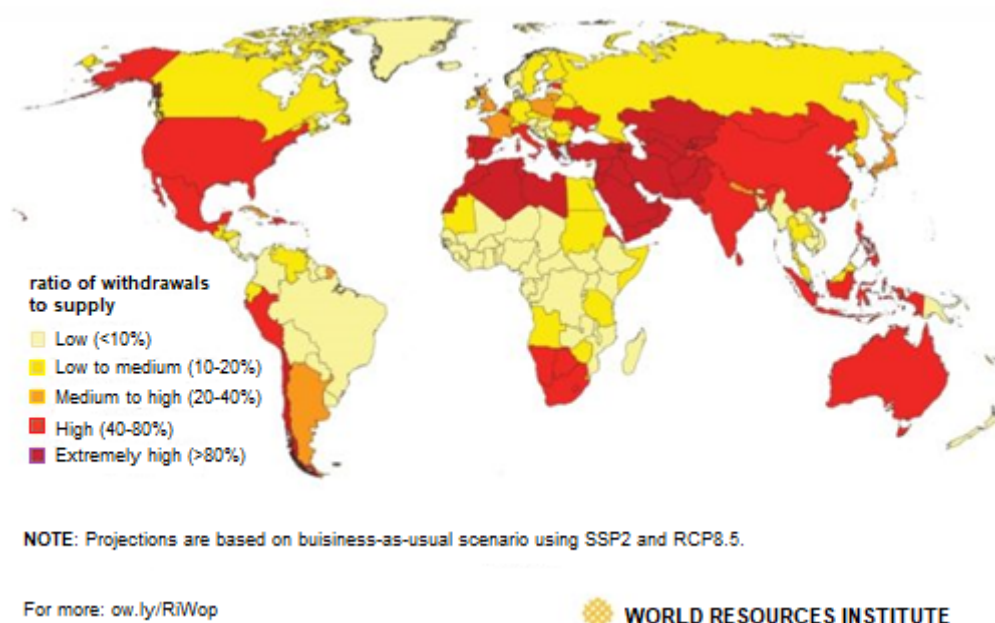 ratio of withdrawals
to supply
Low (<10%)
Low to medium (10-20%)
Medium to high (20-40%)
High (40-80%)
Extremely high (>80%)
NOTE: Projections are based on buisiness-as-usual scenario using SSP2 and RCP8.5.
For more: ow.ly/RiWop
WORLD RESOURCES INSTITUTE